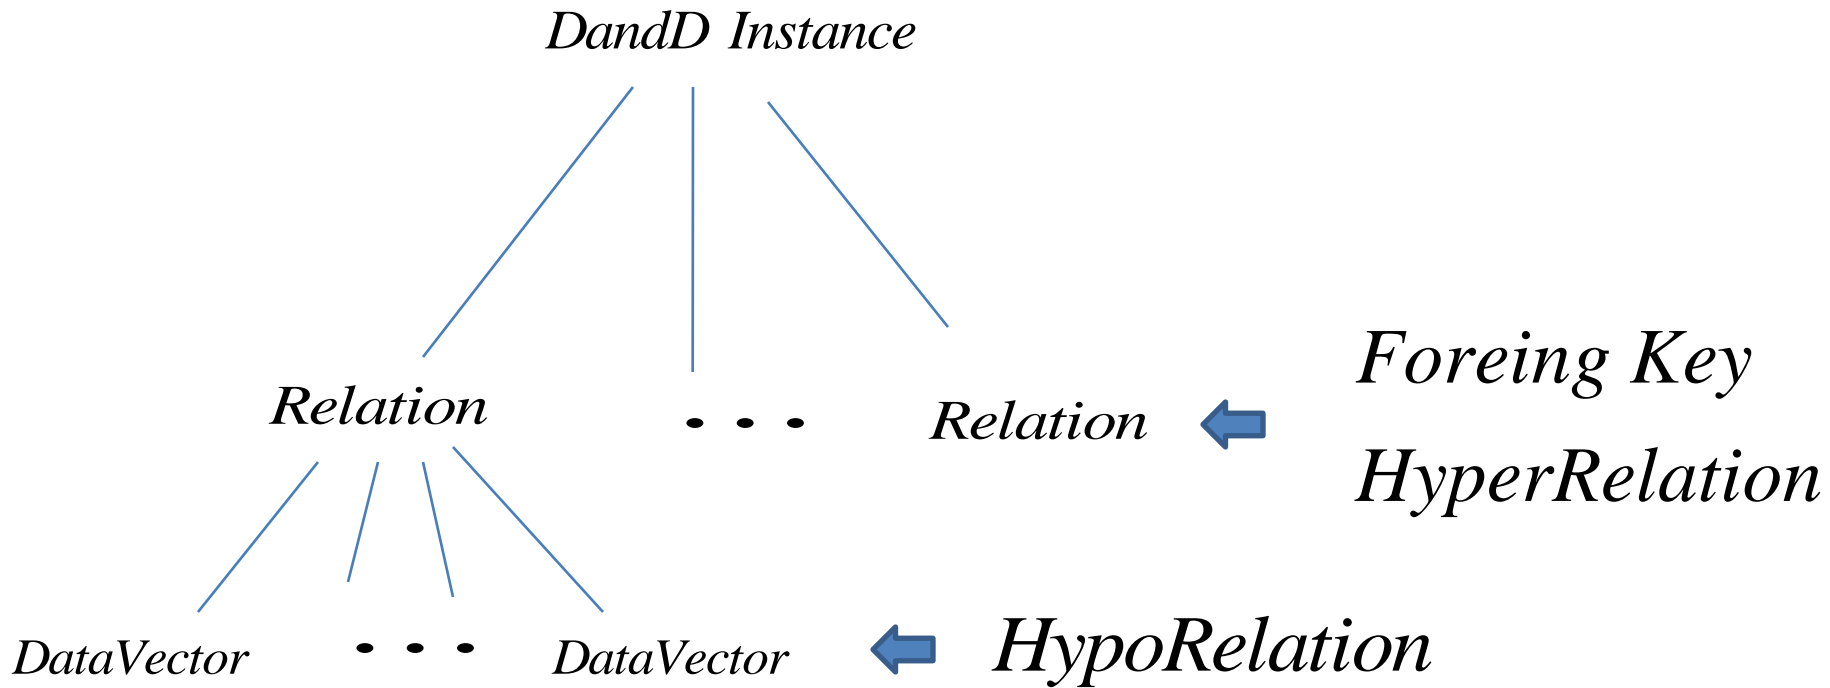 DandD Instance
Foreing Key
Relation • • • Relation
HyperRelation
DataVector • • • DataVector
HypoRelation